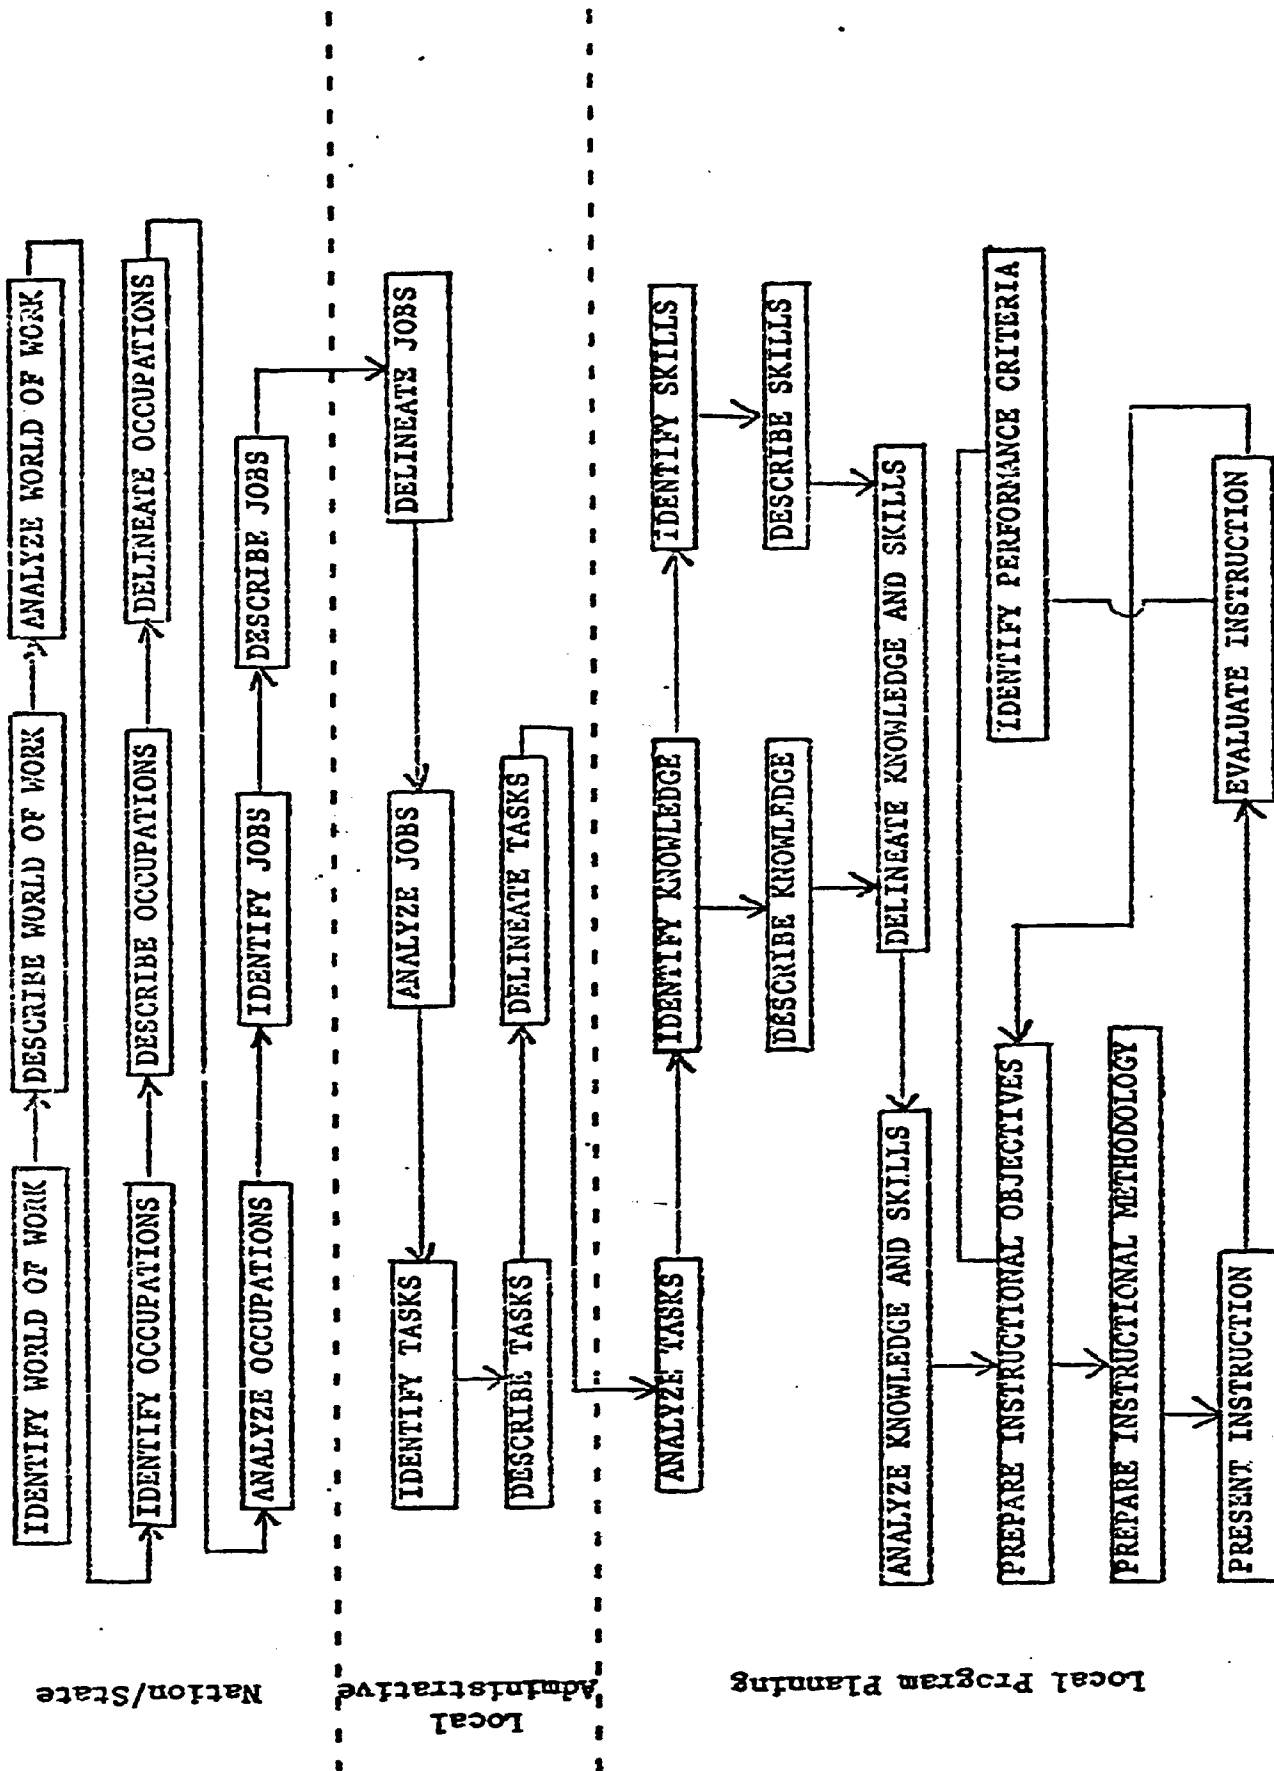 Nation/State
IDENTIFY WORLD OF WORK
DESCRIBE WORLD OF WORK
ANALYZE WORLD OF WORK
IDENTIFY OCCUPATIONS
DESCRIBE OCCUPATIONS
DELINEATE OCCUPATIONS
ANALYZE OCCUPATIONS
IDENTIFY JOBS
DESCRIBE JOBS
Local
Administrative
IDENTIFY TASKS
ANALYZE JOBS
DELINEATE JOBS
DESCRIBE TASKS
DELINEATE TASKS
Local Program Planning
ANALYZE TASKS
IDENTIFY KNOWLEDGE
IDENTIFY SKILLS
DESCRIBE KNOWLEDGE
DESCRIBE SKILLS
ANALYZE KNOWLEDGE AND SKILLS
DELINEATE KNOWLEDGE AND SKILLS
PREPARE INSTRUCTIONAL OBJECTIVES
IDENTIFY PERFORMANCE CRITERIA
PREPARE INSTRUCTIONAL METHODOLOGY
PRESENT INSTRUCTION
EVALUATE INSTRUCTION